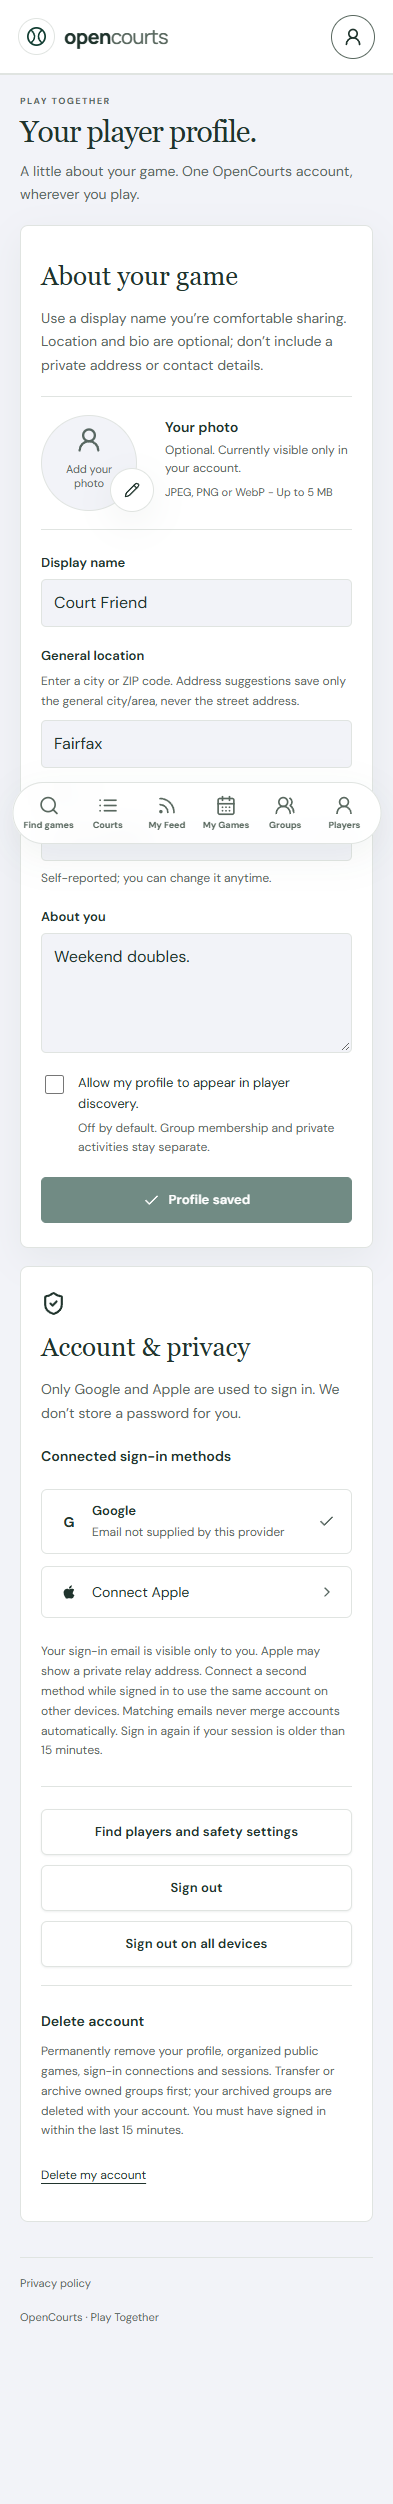 opencourts
PLAY TOGETHER
Your player profile.
A little about your game. One OpenCourts account,
wherever you play.
About your game
Use a display name you’re comfortable sharing.
Location and bio are optional; don’t include a
private address or contact details.
Add your
photo
Your photo
Optional. Currently visible only in
your account.
JPEG, PNG or WebP - Up to 5 MB
Display name
Court Friend
General location
Enter a city or ZIP code. Address suggestions save only
the general city/area, never the street address.
Fairfax
Find games
Courts
My Feed
My Games
Groups
Players
Self-reported; you can change it anytime.
About you
Weekend doubles.
Allow my profile to appear in player
discovery.
Off by default. Group membership and private
activities stay separate.
Profile saved
Account & privacy
Only Google and Apple are used to sign in. We
don’t store a password for you.
Connected sign-in methods
G
Google
Email not supplied by this provider
Connect Apple
Your sign-in email is visible only to you. Apple may
show a private relay address. Connect a second
method while signed in to use the same account on
other devices. Matching emails never merge accounts
automatically. Sign in again if your session is older than
15 minutes.
Find players and safety settings
Sign out
Sign out on all devices
Delete account
Permanently remove your profile, organized public
games, sign-in connections and sessions. Transfer or
archive owned groups first; your archived groups are
deleted with your account. You must have signed in
within the last 15 minutes.
Delete my account
Privacy policy
OpenCourts · Play Together